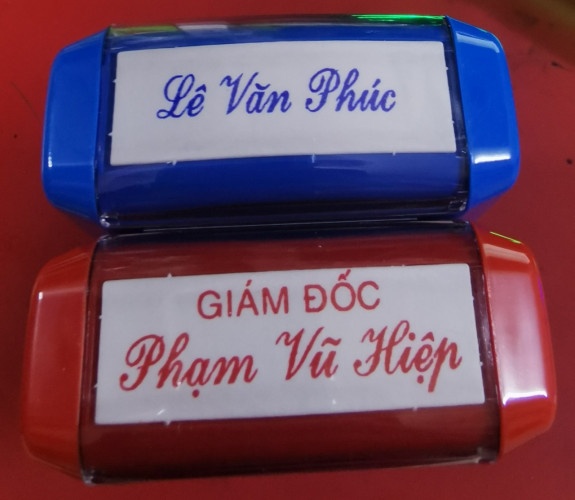 Lê Văn Phúc
GIÁM ĐỐC
Phạm Vũ Hiệp